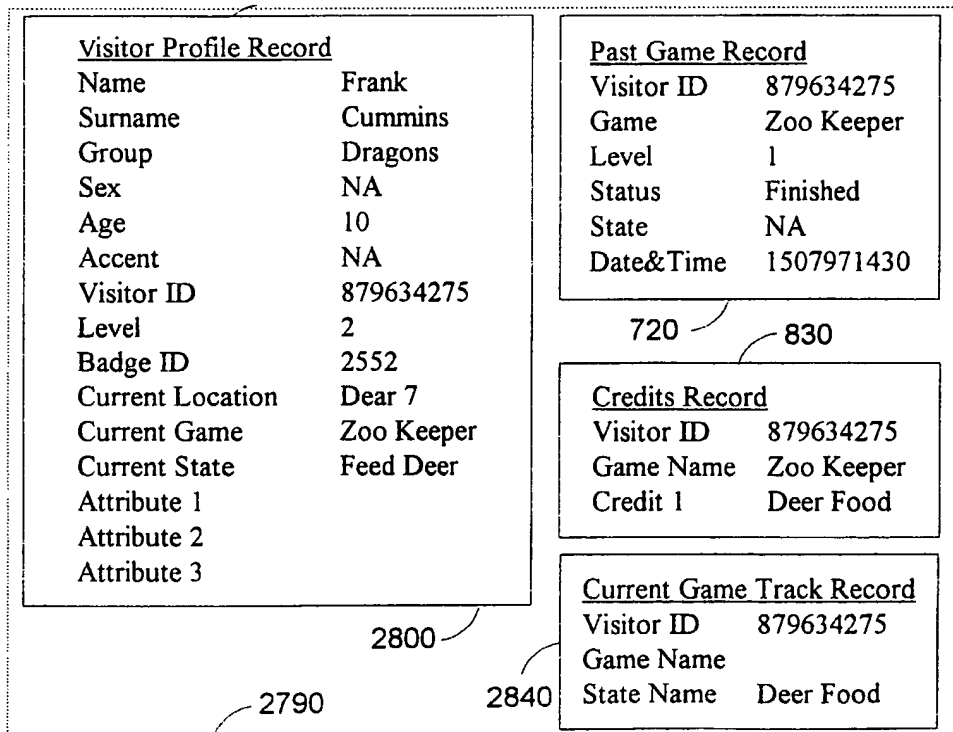 Visitor Profile Record
Name Frank
Surname Cummins
Group Dragons
Sex NA
Age 10
Accent NA
Visitor ID 879634275
Level 2
Badge ID 2552
Current Location Dear 7
Current Game Zoo Keeper
Current State Feed Deer
Attribute 1
Attribute 2
Attribute 3
2800
2790
Past Game Record
Visitor ID 879634275
Game Zoo Keeper
Level 1
Status Finished
State NA
Date&Time 1507971430
720
830
Credits Record
Visitor ID 879634275
Game Name Zoo Keeper
Credit 1 Deer Food
Current Game Track Record
Visitor ID 879634275
Game Name
State Name Deer Food
2840